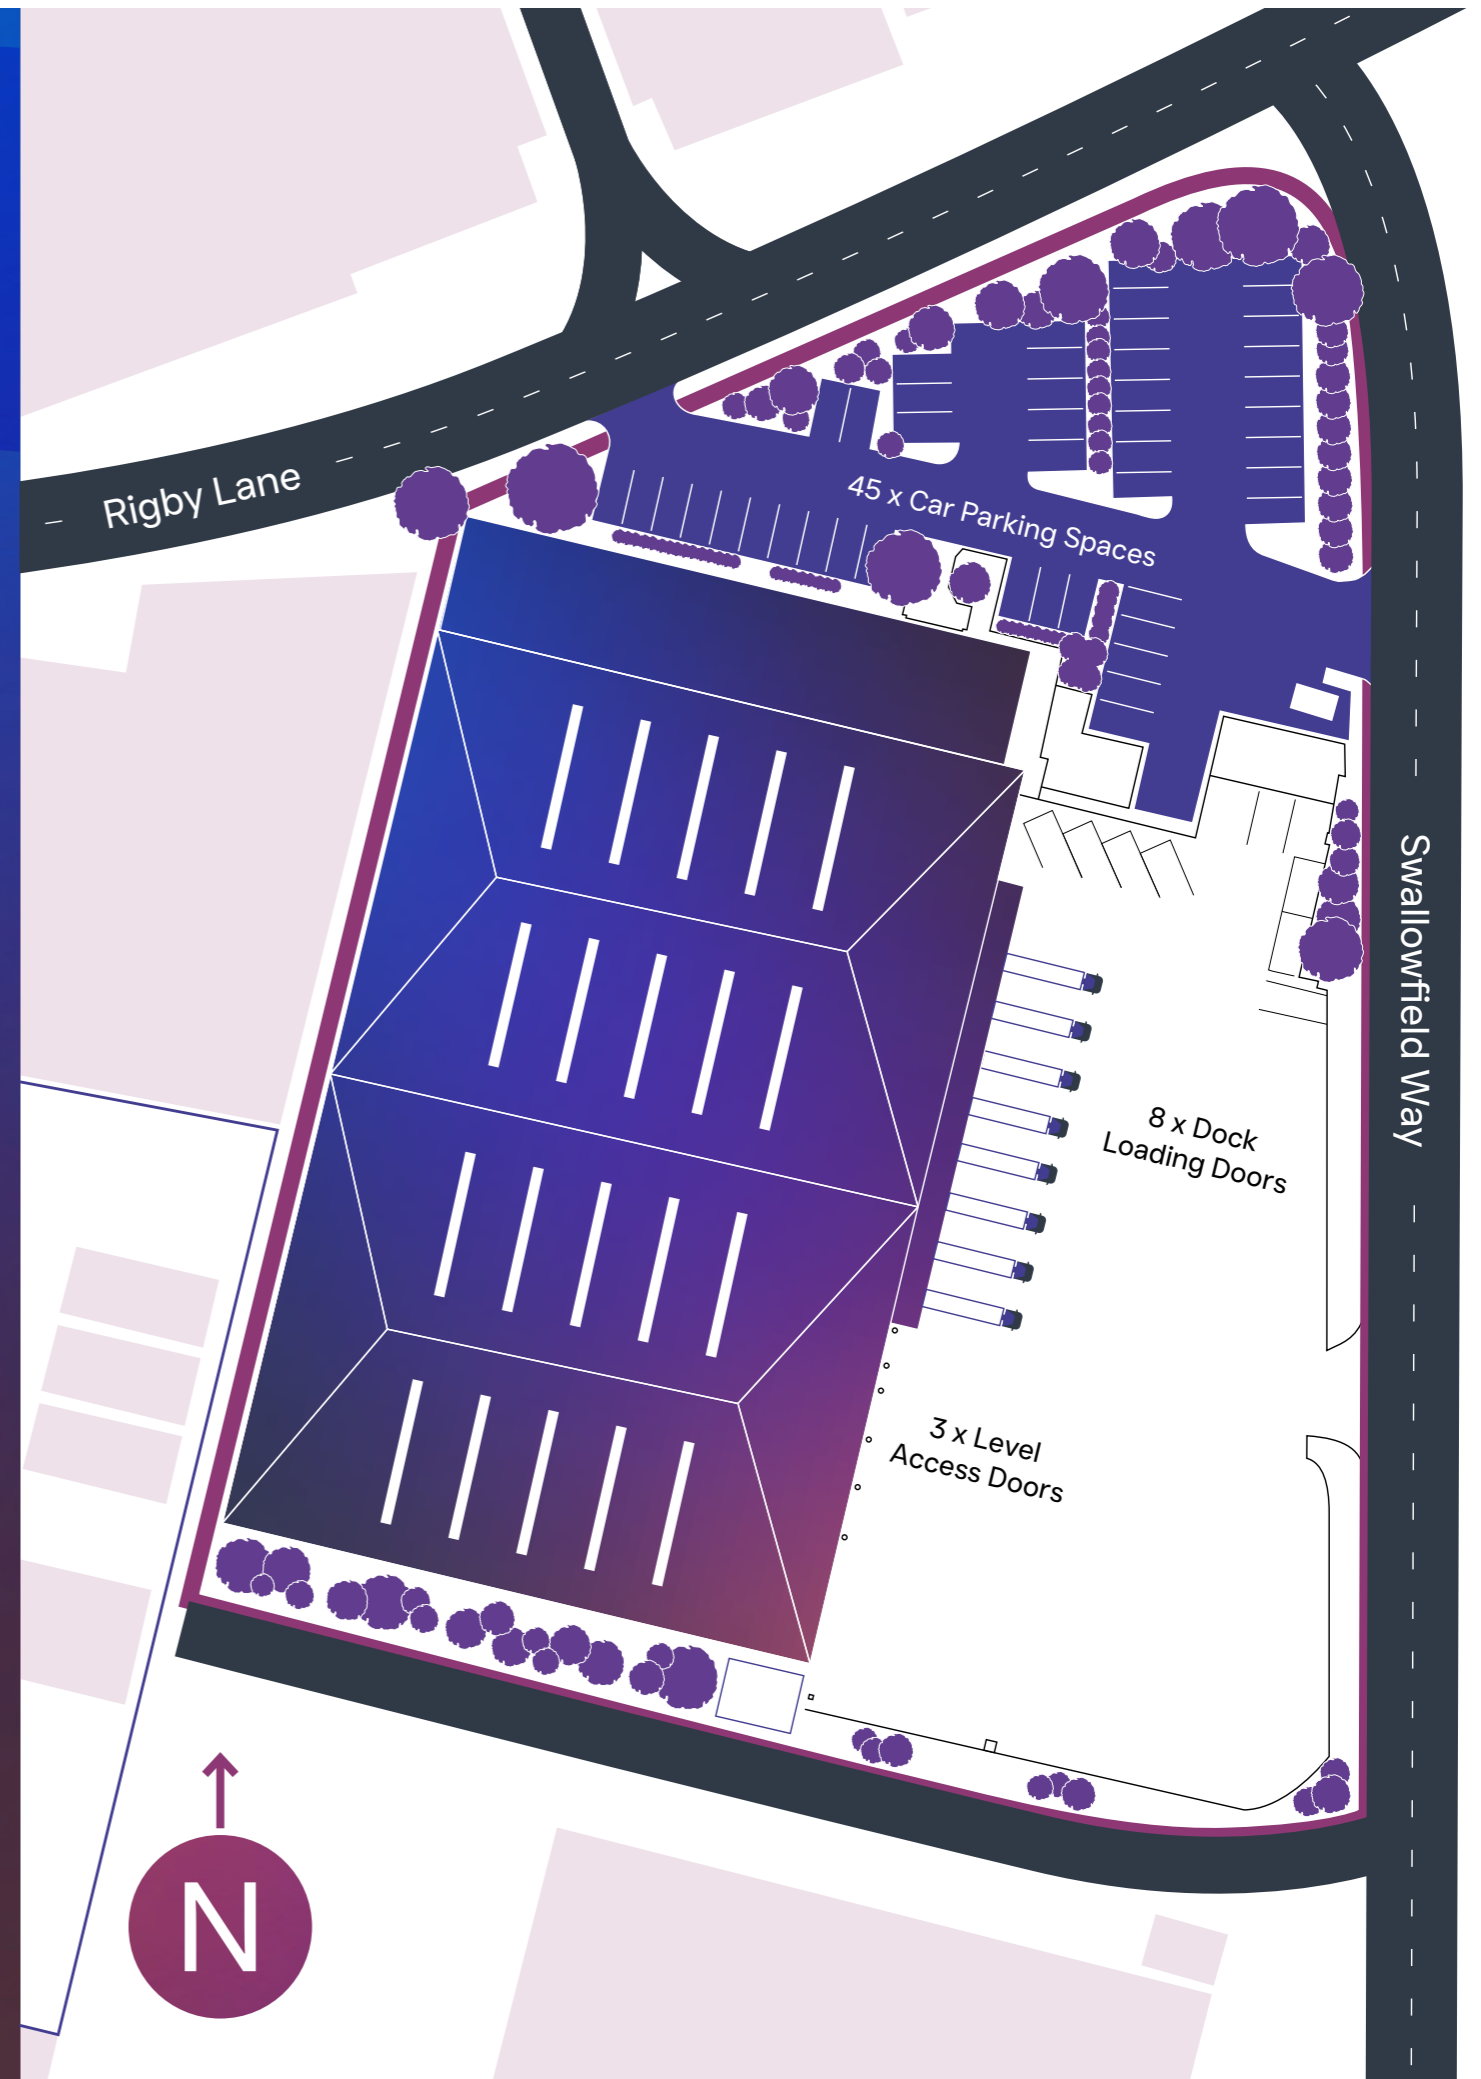 Rigby Lane
45 x Car Parking Spaces
Swallowfield Way
8 x Dock
Loading Doors
3 x Level
Access Doors
N